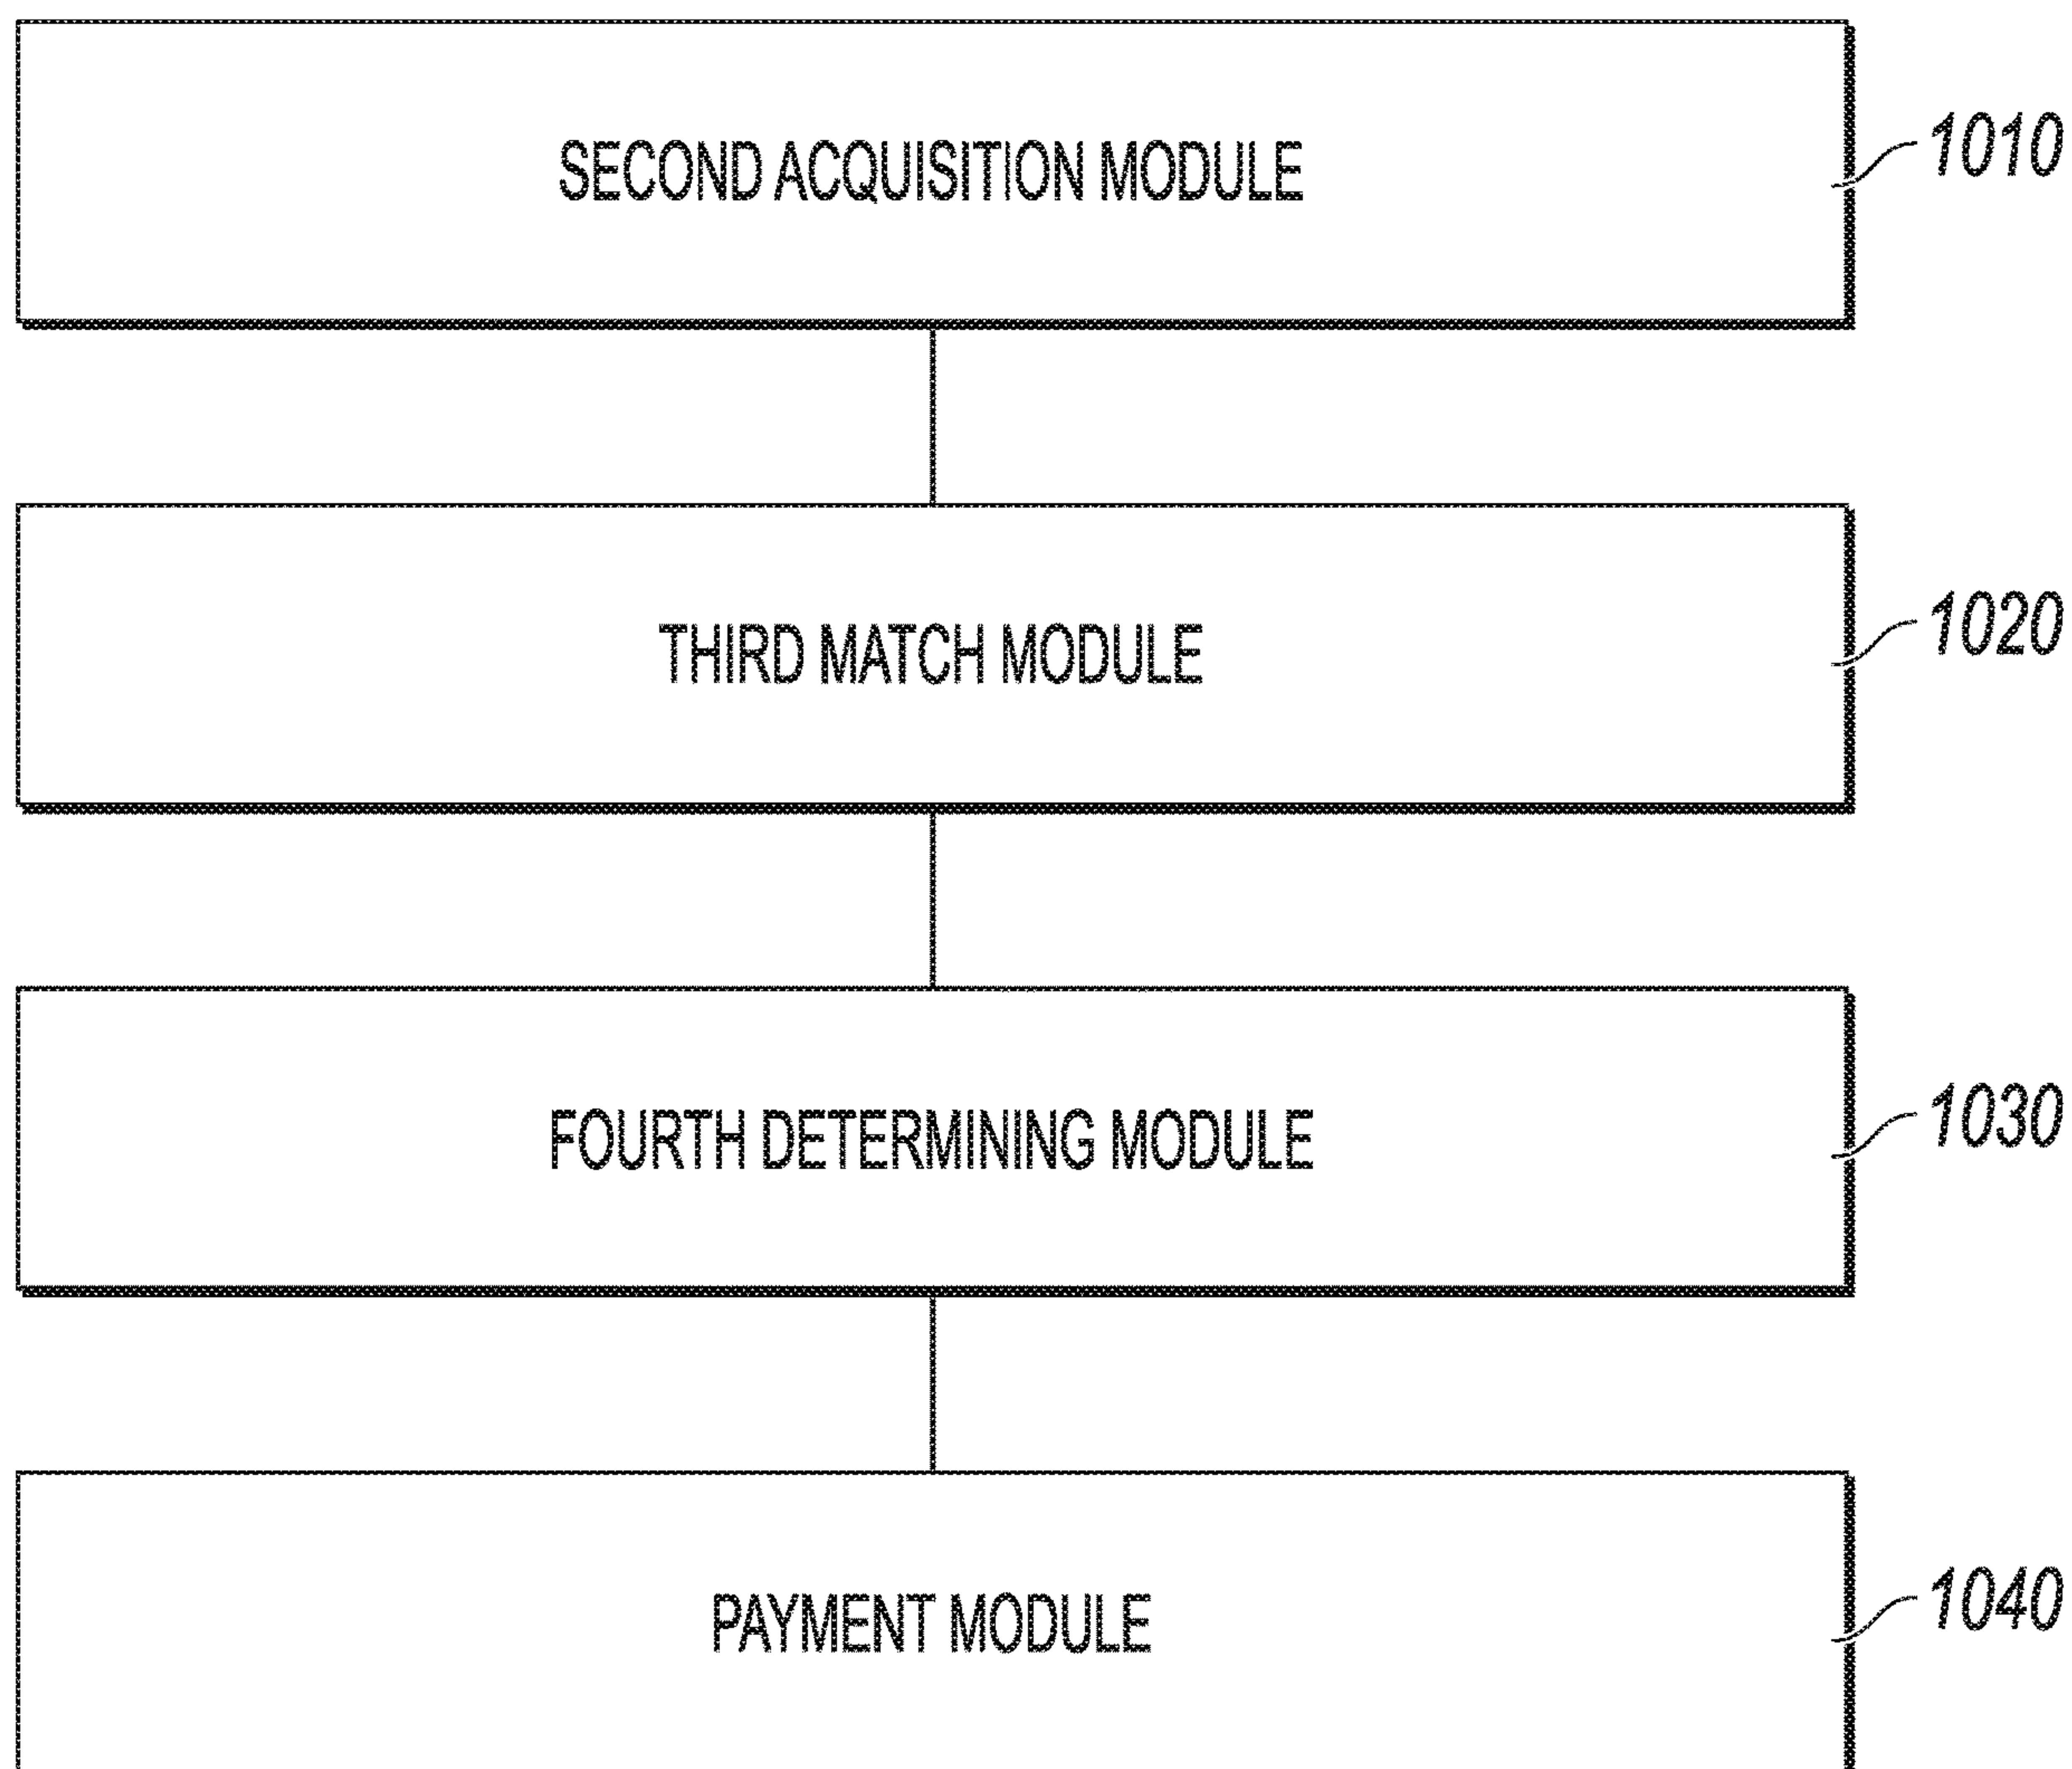 SECOND ACQUISITION MODULE
1010
THIRD MATCH MODULE
1020
FOURTH DETERMINING MODULE
1030
PAYMENT MODULE
1040